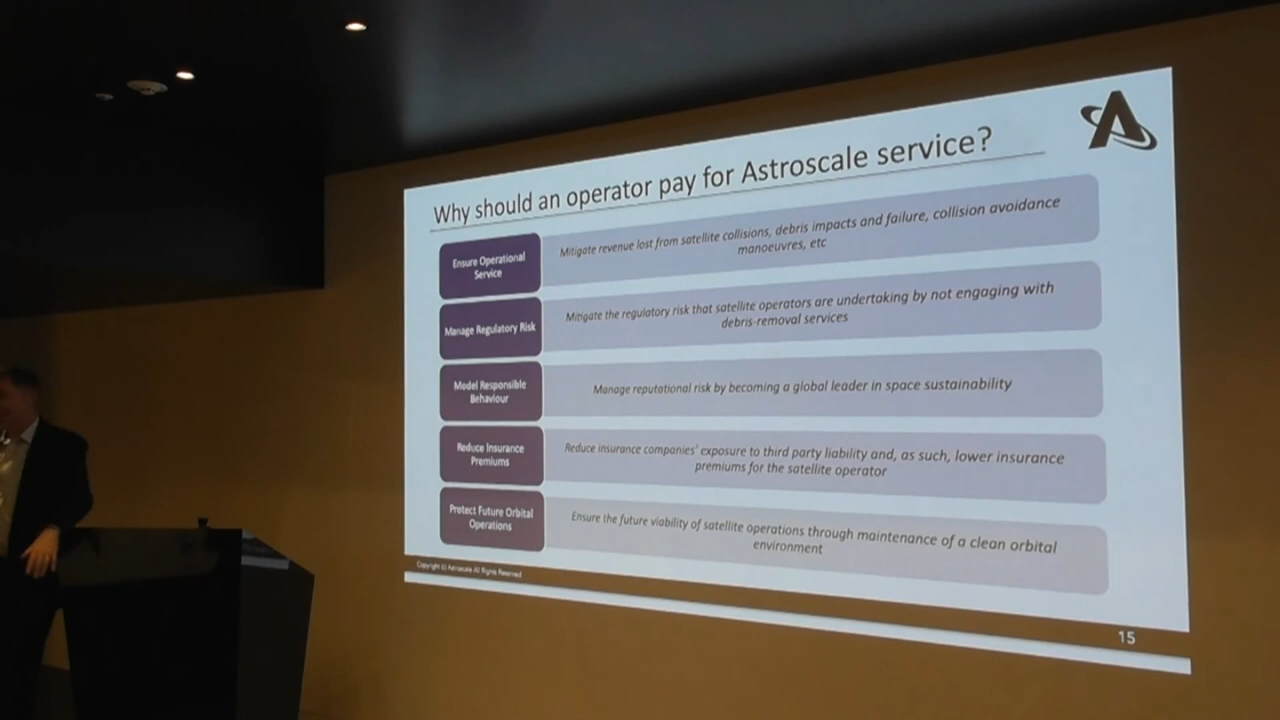 Why should an operator pay for Astroscale service?
Ensure Operational
Service
Mitigate revenue lost from satellite collisions, debris impacts and failure, collision avoidance
manoeuvres, etc
Manage Regulatory Risk
Mitigate the regulatory risk that satellite operators are undertaking by not engaging with
debris-removal services
Model Responsible
Behaviour
Manage reputational risk by becoming a global leader in space sustainability
Reduce Insurance
Premiums
Reduce insurance companies' exposure to third party liability and, as such, lower insurance
premiums for the satellite operator
Protect Future Orbital
Operations
Ensure the future viability of satellite operations through maintenance of a clean orbital
environment
Copyright (c) Astroscale All Rights Reserved
15